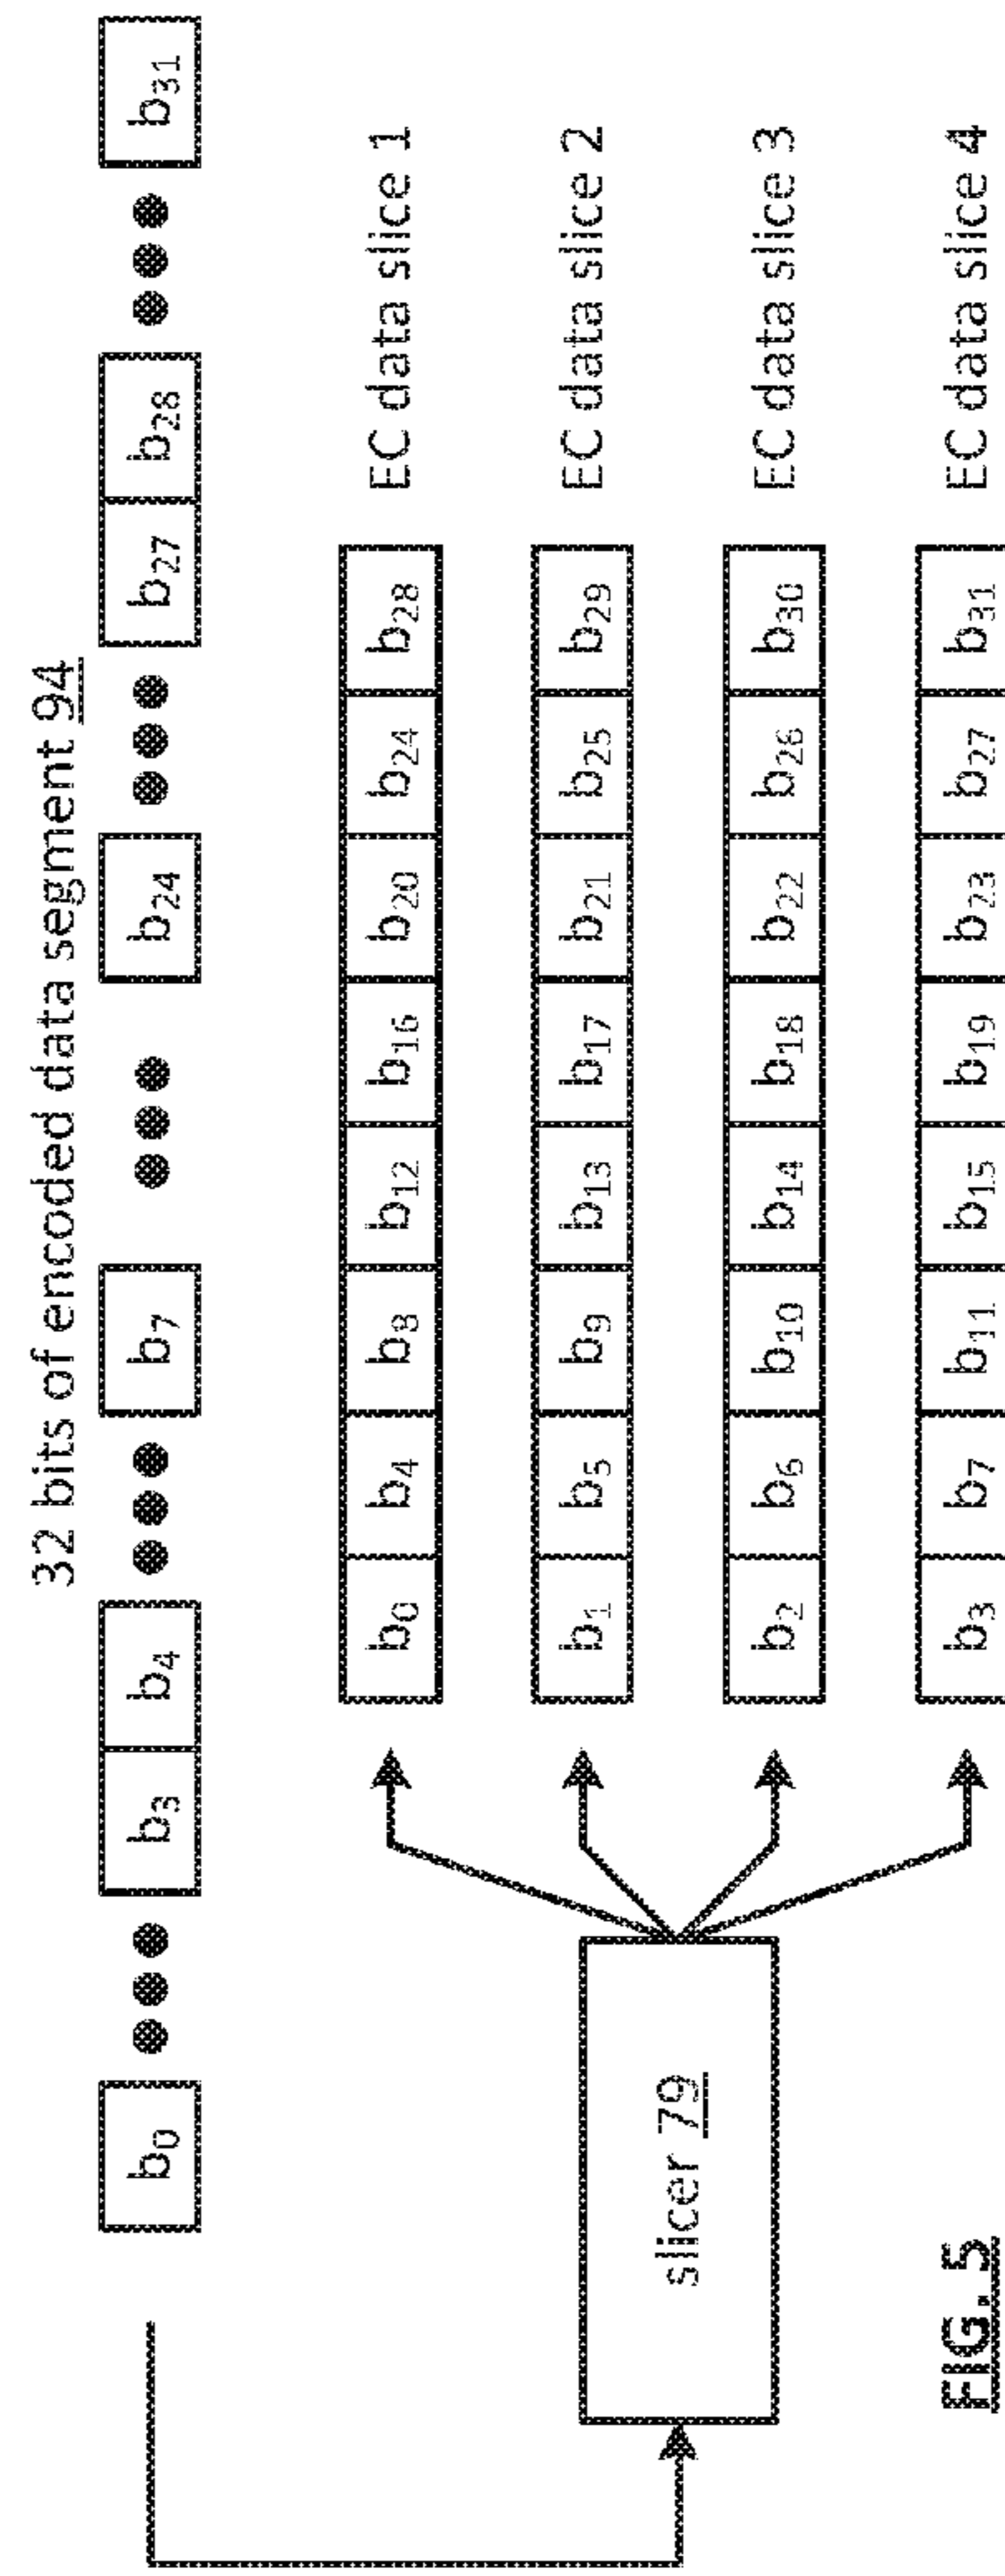 32 bits of encoded data segment 94
b0 b3 b4 b7 b24 b27 b28 b31
b0 b4 b8 b12 b16 b20 b24 b28 EC data slice 1
b1 b5 b9 b13 b17 b21 b25 b29 EC data slice 2
slicer 79
b2 b6 b10 b14 b18 b22 b26 b30 EC data slice 3
b3 b7 b11 b15 b19 b23 b27 b31 EC data slice 4
FIG. 5